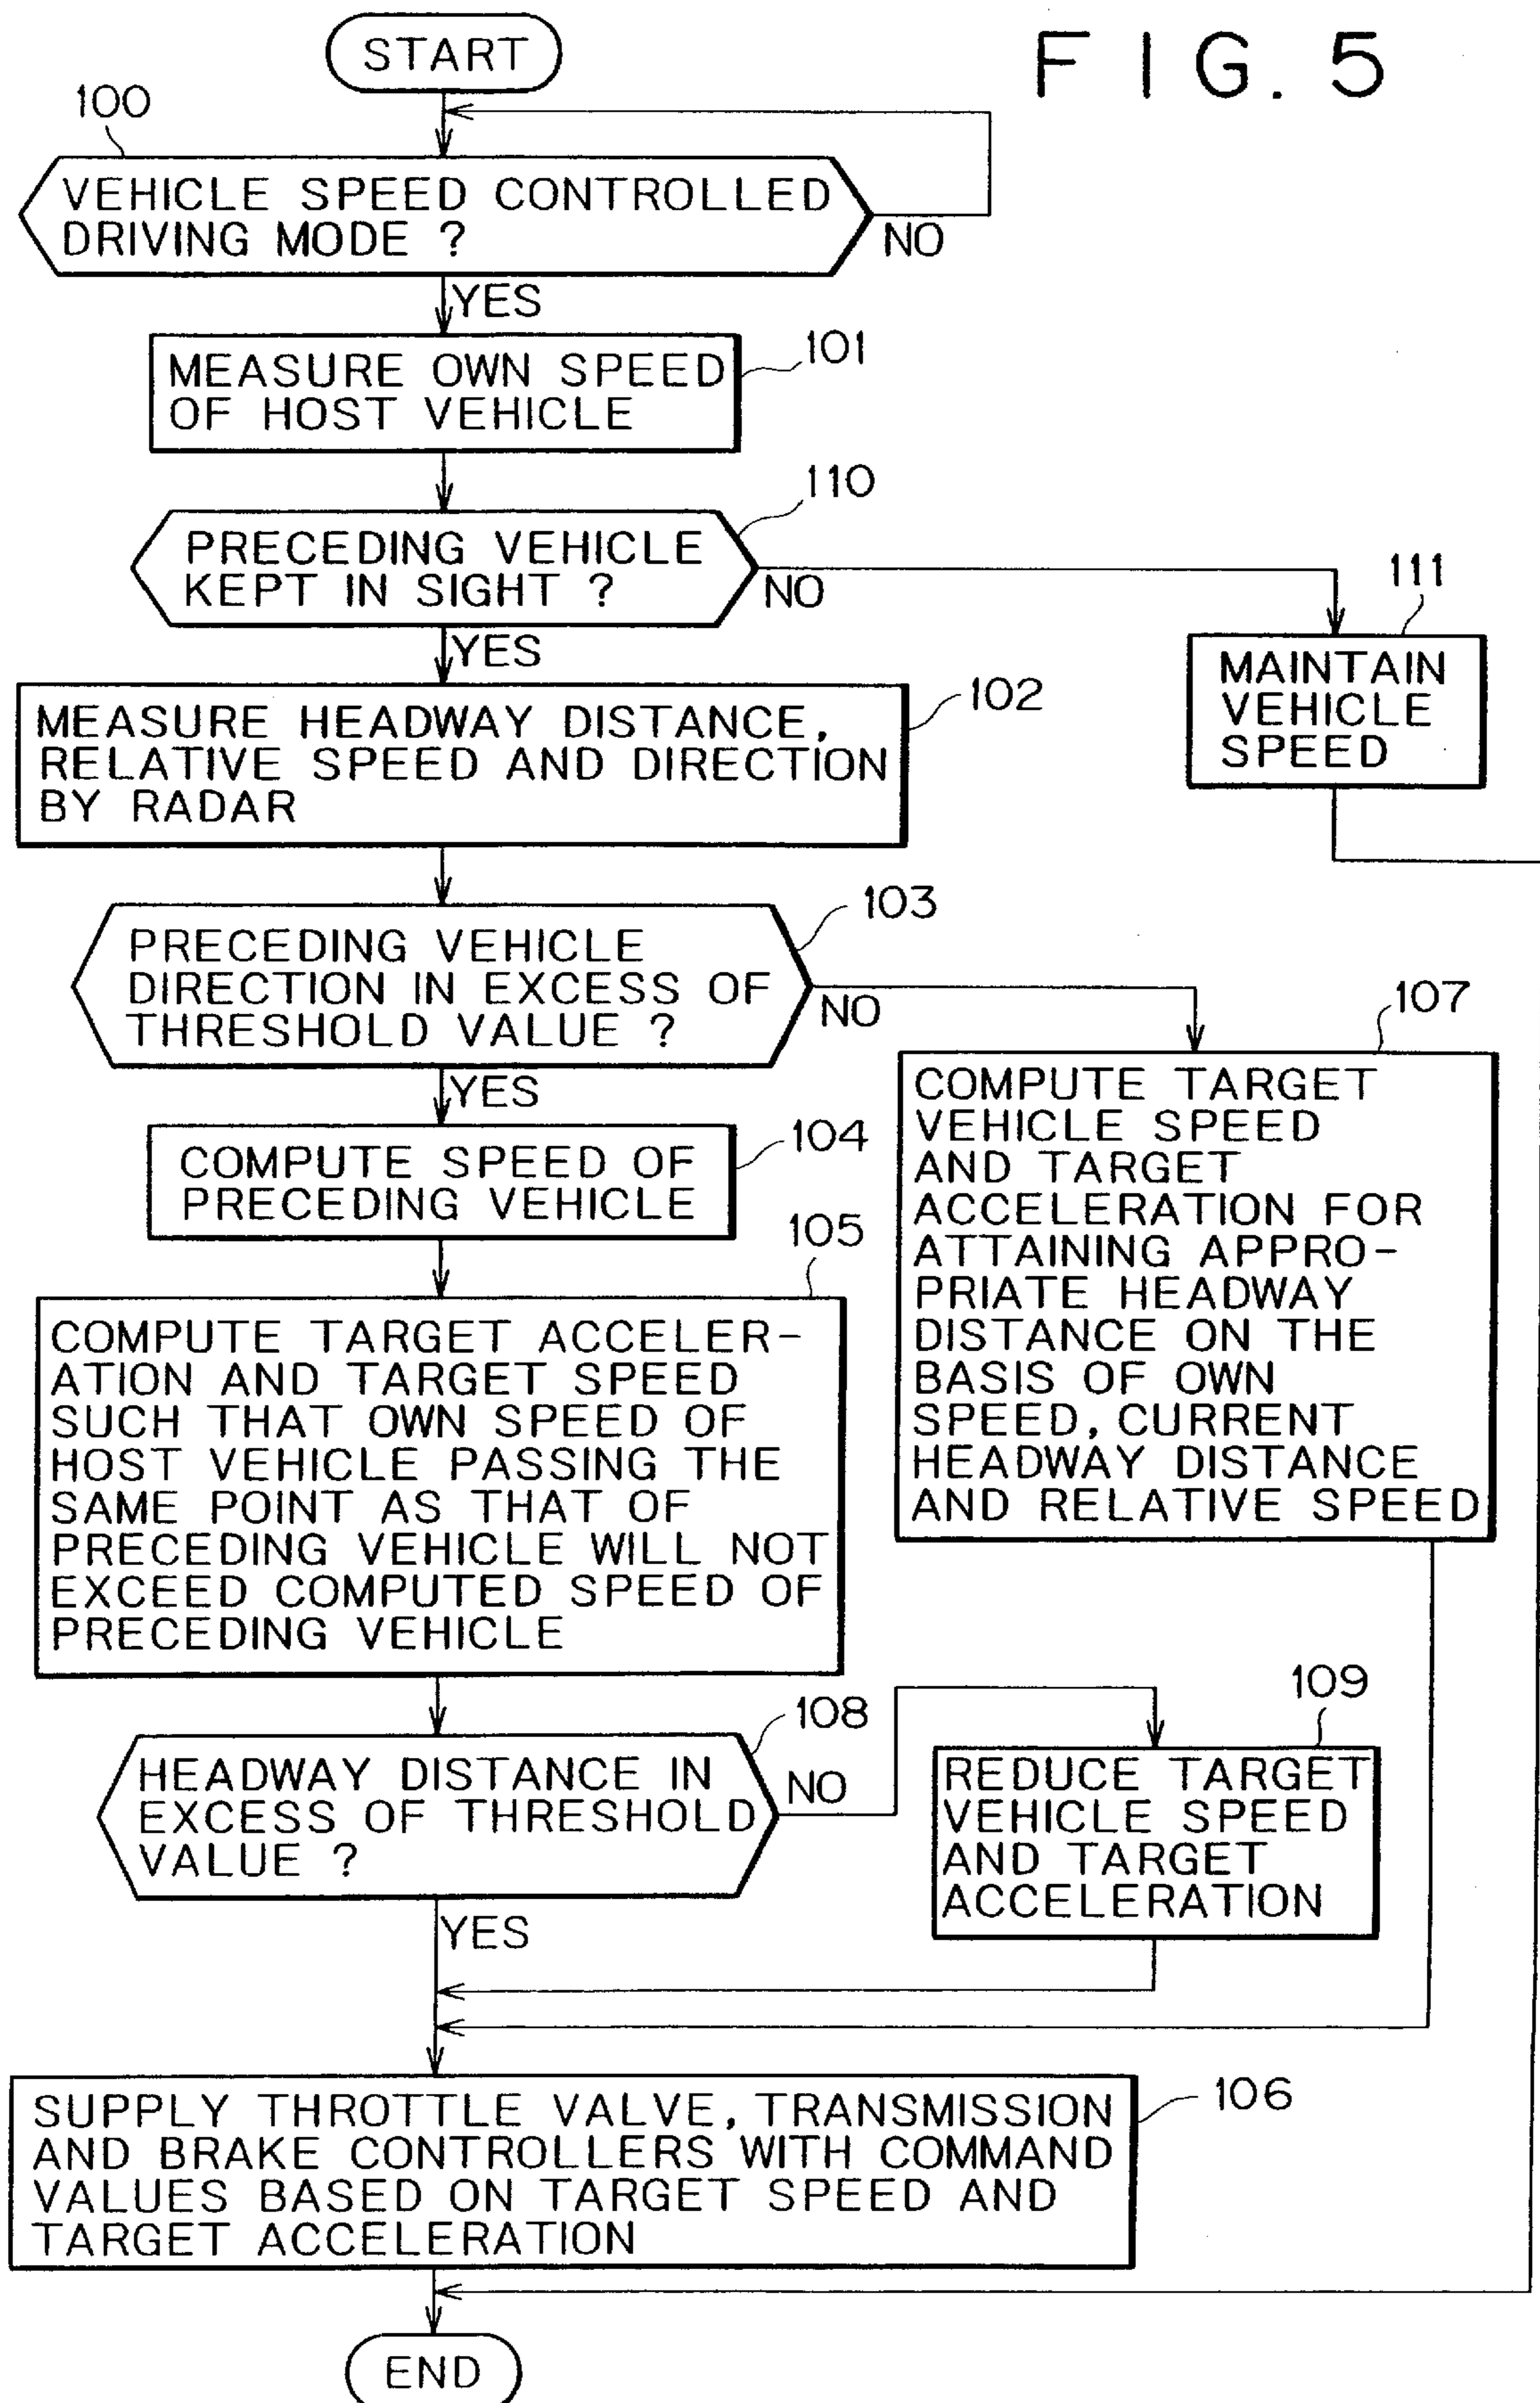 START
F I G. 5
100
VEHICLE SPEED CONTROLLED
DRIVING MODE ?
NO
YES
101
MEASURE OWN SPEED
OF HOST VEHICLE
110
PRECEDING VEHICLE
KEPT IN SIGHT ?
NO
YES
111
MAINTAIN
VEHICLE
SPEED
102
MEASURE HEADWAY DISTANCE,
RELATIVE SPEED AND DIRECTION
BY RADAR
103
PRECEDING VEHICLE
DIRECTION IN EXCESS OF
THRESHOLD VALUE ?
NO
YES
107
COMPUTE TARGET
VEHICLE SPEED
AND TARGET
ACCELERATION FOR
ATTAINING APPRO-
PRIATE HEADWAY
DISTANCE ON THE
BASIS OF OWN
SPEED, CURRENT
HEADWAY DISTANCE
AND RELATIVE SPEED
104
COMPUTE SPEED OF
PRECEDING VEHICLE
105
COMPUTE TARGET ACCELER-
ATION AND TARGET SPEED
SUCH THAT OWN SPEED OF
HOST VEHICLE PASSING THE
SAME POINT AS THAT OF
PRECEDING VEHICLE WILL NOT
EXCEED COMPUTED SPEED OF
PRECEDING VEHICLE
108
HEADWAY DISTANCE IN
EXCESS OF THRESHOLD
VALUE ?
NO
YES
109
REDUCE TARGET
VEHICLE SPEED
AND TARGET
ACCELERATION
106
SUPPLY THROTTLE VALVE, TRANSMISSION
AND BRAKE CONTROLLERS WITH COMMAND
VALUES BASED ON TARGET SPEED AND
TARGET ACCELERATION
END